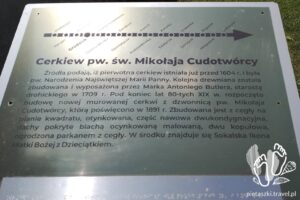 Cerkiew pw. św. Mikołaja Cudotwórcy
Źródła podają, iż pierwotna cerkiew istniała już przed 1604 r. i była
pw. Narodzenia Najświętszej Marii Panny. Kolejna drewniana została
zbudowana i wyposażona przez Marka Antoniego Butlera, starostę
drohickiego w 1709 r. Pod koniec lat 80-tych XIX w. rozpoczęto
budowę nowej murowanej cerkwi z dzwonnicą pw. Mikołaja
Cudotwórcy, którą poświęcono w 1891 r. Zbudowana jest z cegły na
planie kwadratu, otynkowana, część nawowa dwukondygnacyjna,
dachy pokryte blachą ocynkowaną malowaną, dwu kopułowa
ogrodzona parkanem z cegły. W środku znajduje się Sokalska Ikona
Matki Bożej z Dzieciątkiem.
pietaszki.travel.pl